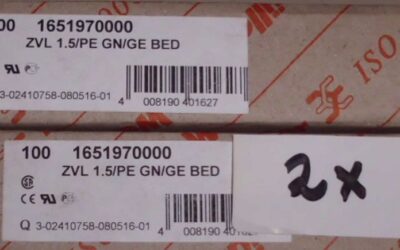 100 1651970000
ZVL 1.5/PE GN/GE BED
3-02410758-080516-01
4 008190 401627
ISO
100 1651970000
ZVL 1.5/PE GN/GE BED
Q 3-02410758-080516-01
4 008190
2x